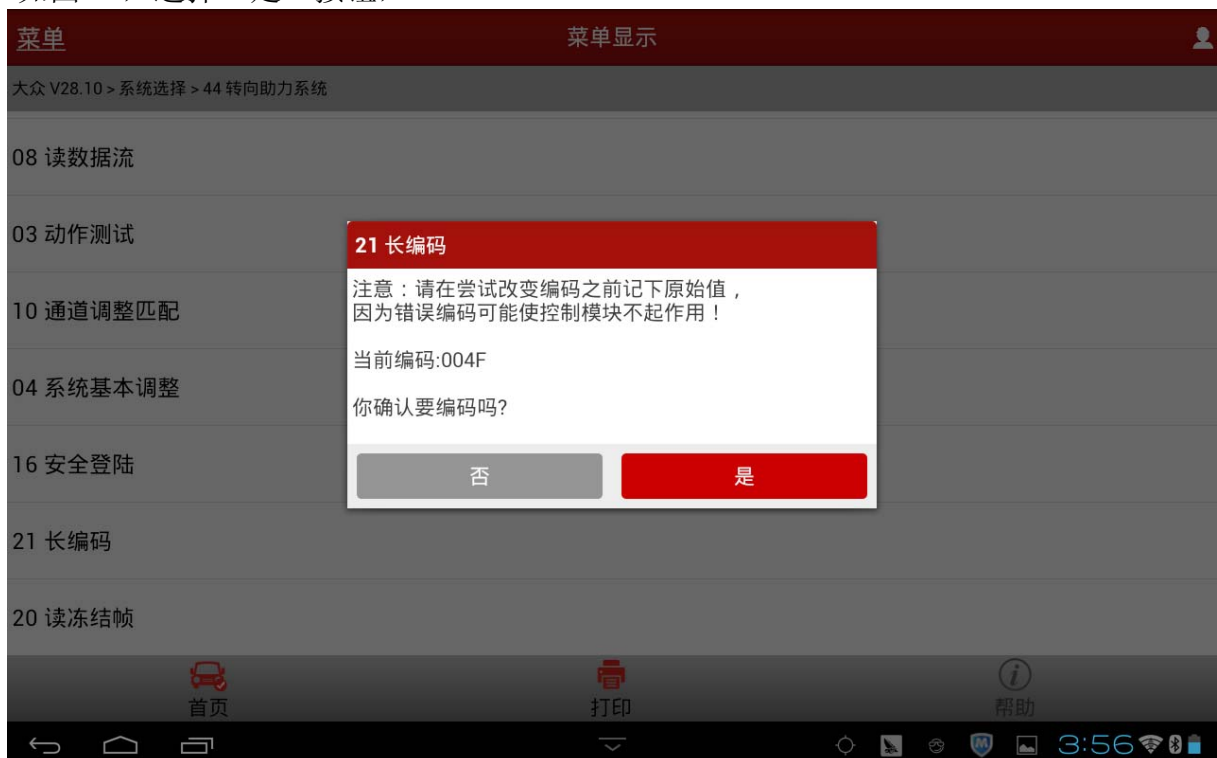 菜单
菜单显示
大众 V28.10 > 系统选择 > 44 转向助力系统
08 读数据流
03 动作测试
10 通道调整匹配
04 系统基本调整
16 安全登陆
21 长编码
20 读冻结帧
21 长编码
注意：请在尝试改变编码之前记下原始值，
因为错误编码可能使控制模块不起作用！
当前编码:004F
你确认要编码吗?
否
是
首页
打印
帮助
3:56